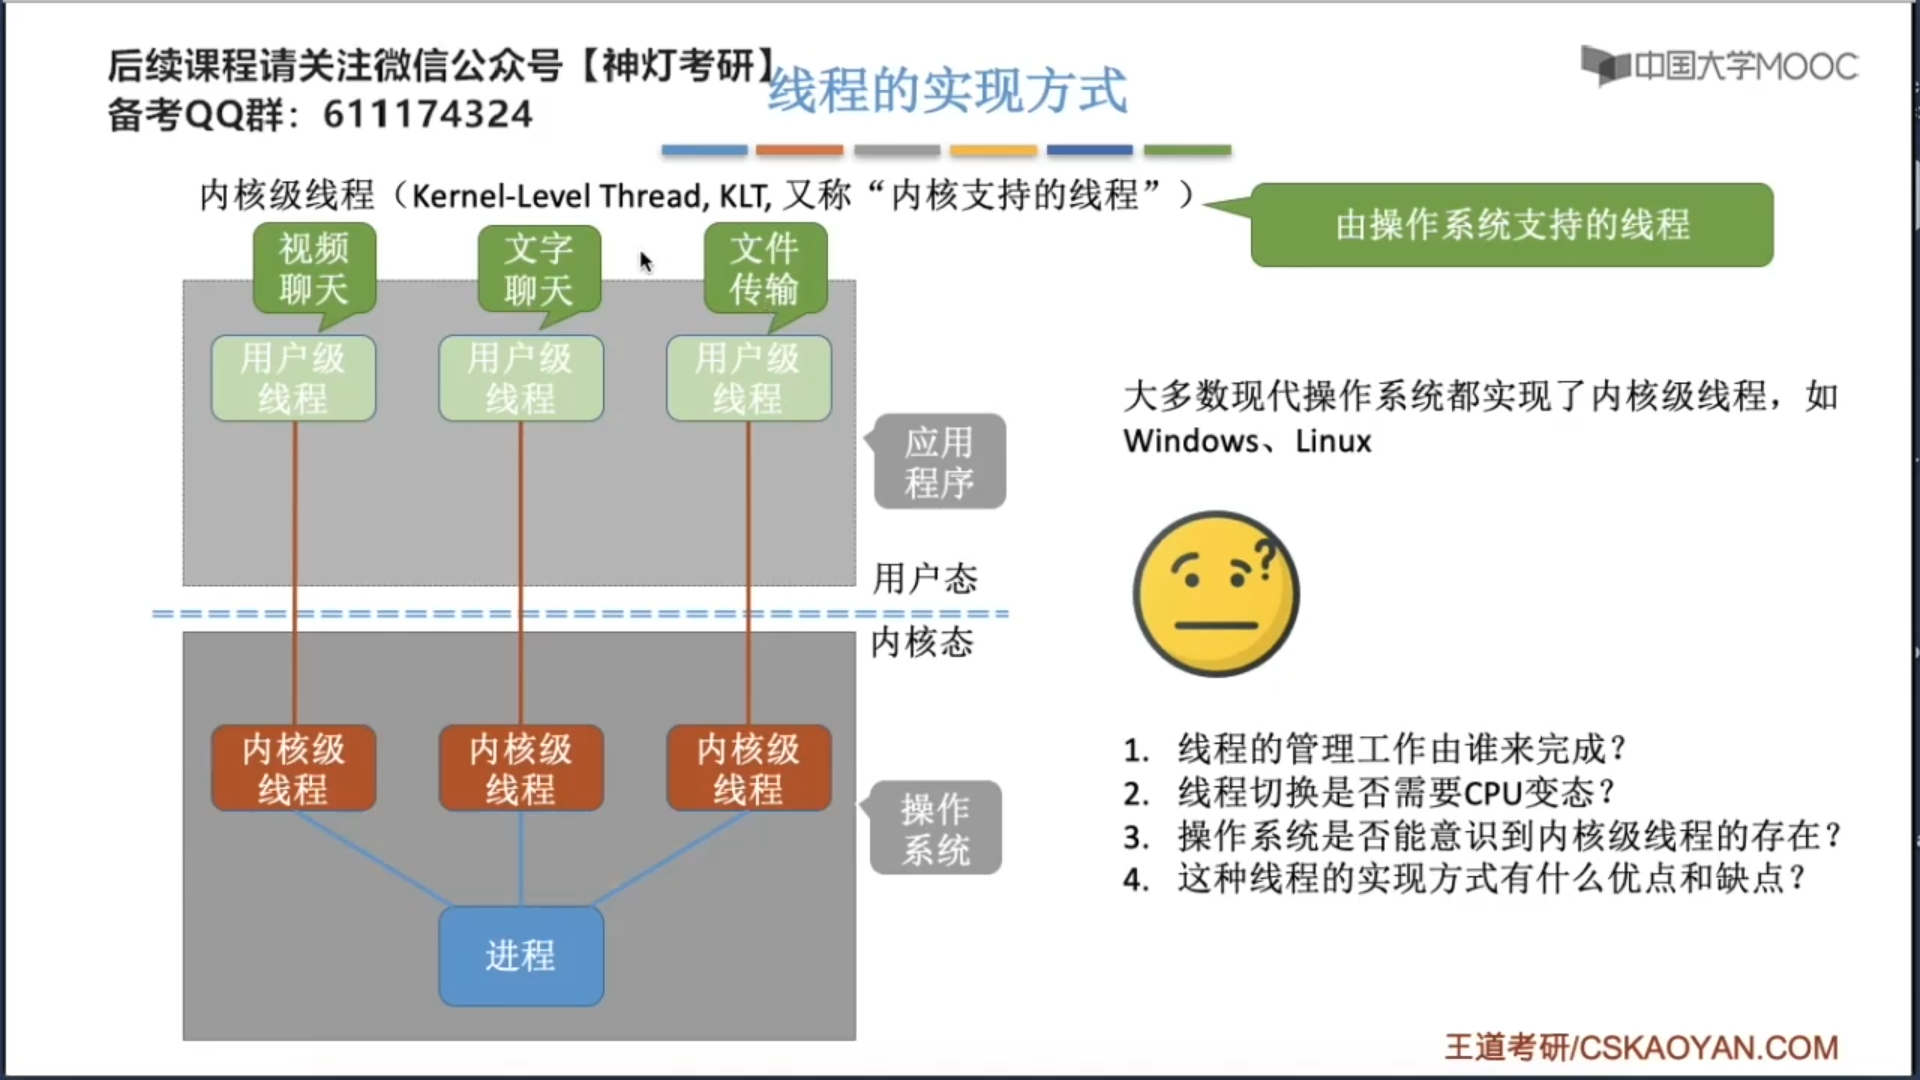 后续课程请关注微信公众号【神灯考研】
备考QQ群：611174324
线程的实现方式
中国大学MOOC
内核级线程（Kernel-Level Thread, KLT, 又称“内核支持的线程”）
由操作系统支持的线程
视频
聊天
文字
聊天
文件
传输
用户级
线程
用户级
线程
用户级
线程
应用
程序
大多数现代操作系统都实现了内核级线程，如
Windows、Linux
用户态
内核态
内核级
线程
内核级
线程
内核级
线程
操作
系统
进程
1. 线程的管理工作由谁来完成？
2. 线程切换是否需要CPU变态？
3. 操作系统是否能意识到内核级线程的存在？
4. 这种线程的实现方式有什么优点和缺点？
王道考研/CSKAOYAN.COM